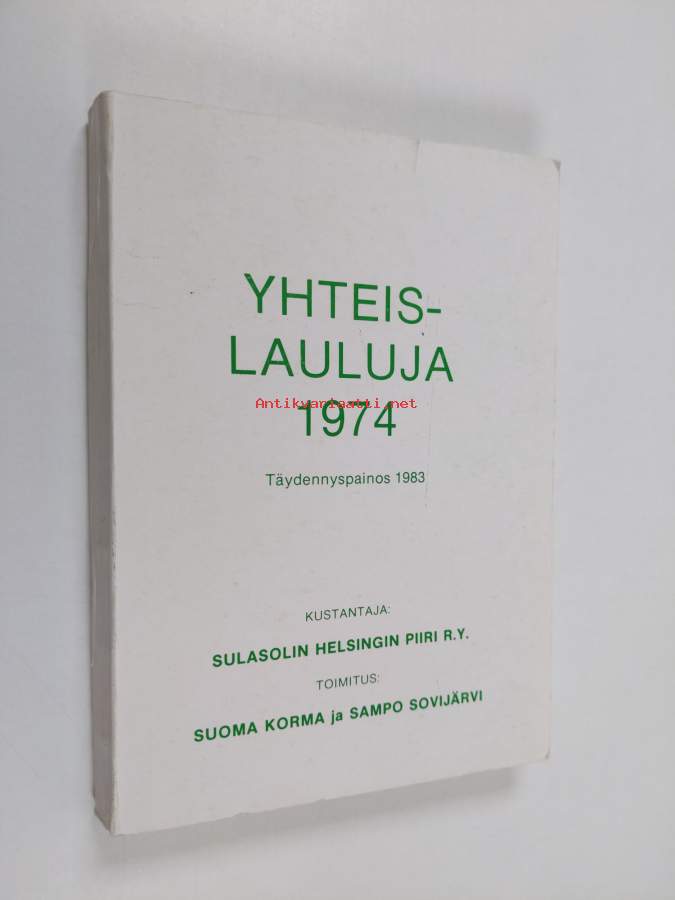 YHTEIS-
LAULUJA
Antikvariaatti.net
1974
Täydennyspainos 1983
KUSTANTAJA:
SULASOLIN HELSINGIN PIIRI R.Y.
TOIMITUS:
SUOMA KORMA ja SAMPO SOVIJÄRVI